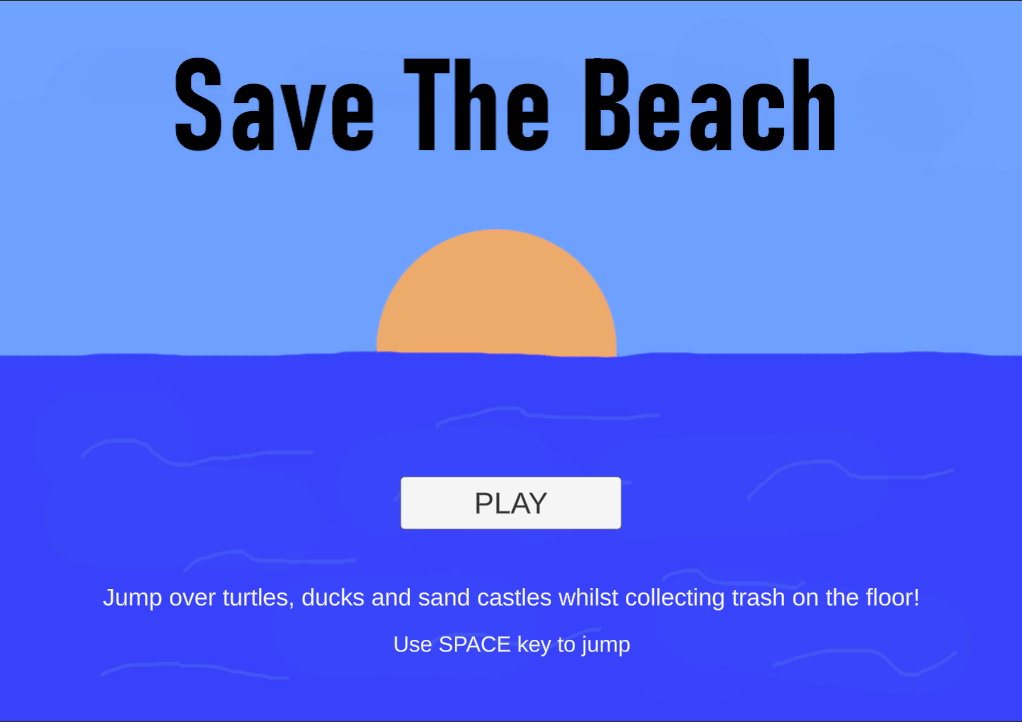 Save The Beach
PLAY
Jump over turtles, ducks and sand castles whilst collecting trash on the floor!
Use SPACE key to jump